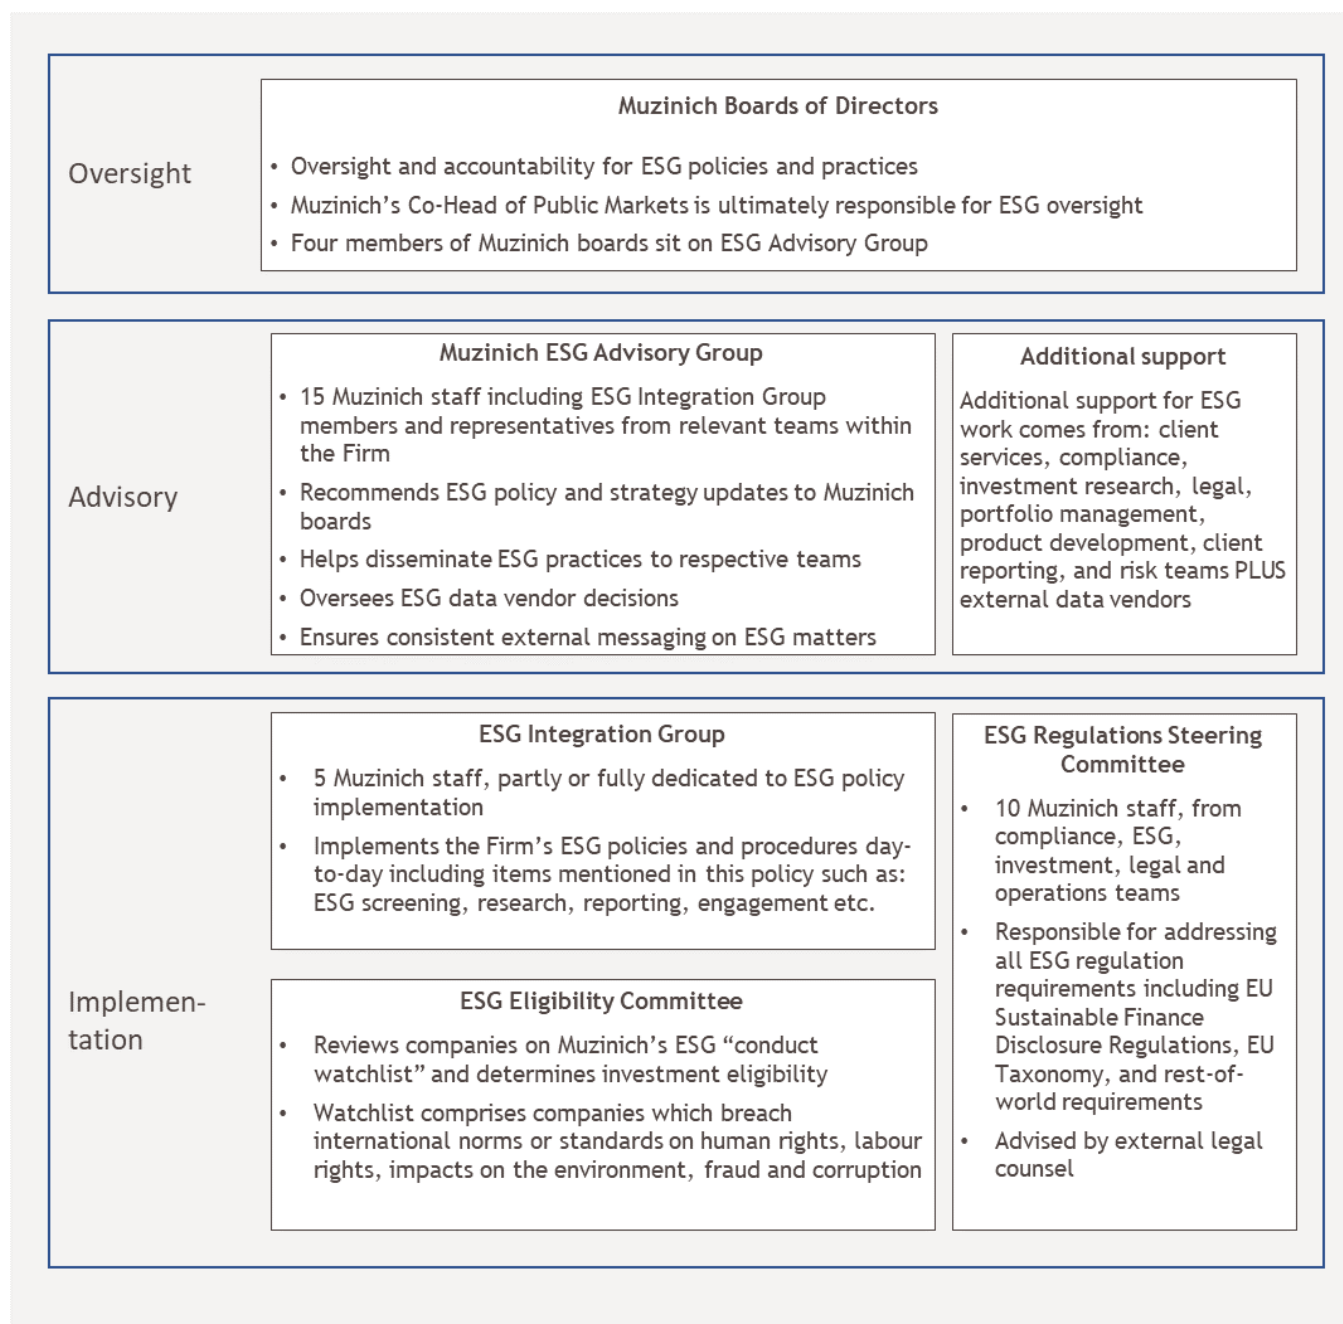 Oversight
Muzinich Boards of Directors
• Oversight and accountability for ESG policies and practices
• Muzinich's Co-Head of Public Markets is ultimately responsible for ESG oversight
• Four members of Muzinich boards sit on ESG Advisory Group
Advisory
Muzinich ESG Advisory Group
• 15 Muzinich staff including ESG Integration Group
members and representatives from relevant teams within
the Firm
• Recommends ESG policy and strategy updates to Muzinich
boards
• Helps disseminate ESG practices to respective teams
• Oversees ESG data vendor decisions
• Ensures consistent external messaging on ESG matters
Additional support
Additional support for ESG
work comes from: client
services, compliance,
investment research, legal,
portfolio management,
product development, client
reporting, and risk teams PLUS
external data vendors
Implemen-
tation
ESG Integration Group
• 5 Muzinich staff, partly or fully dedicated to ESG policy
implementation
• Implements the Firm's ESG policies and procedures day-
to-day including items mentioned in this policy such as:
ESG screening, research, reporting, engagement etc.
ESG Eligibility Committee
• Reviews companies on Muzinich's ESG “conduct
watchlist” and determines investment eligibility
• Watchlist comprises companies which breach
international norms or standards on human rights, labour
rights, impacts on the environment, fraud and corruption
ESG Regulations Steering
Committee
• 10 Muzinich staff, from
compliance, ESG,
investment, legal and
operations teams
• Responsible for addressing
all ESG regulation
requirements including EU
Sustainable Finance
Disclosure Regulations, EU
Taxonomy, and rest-of-
world requirements
• Advised by external legal
counsel